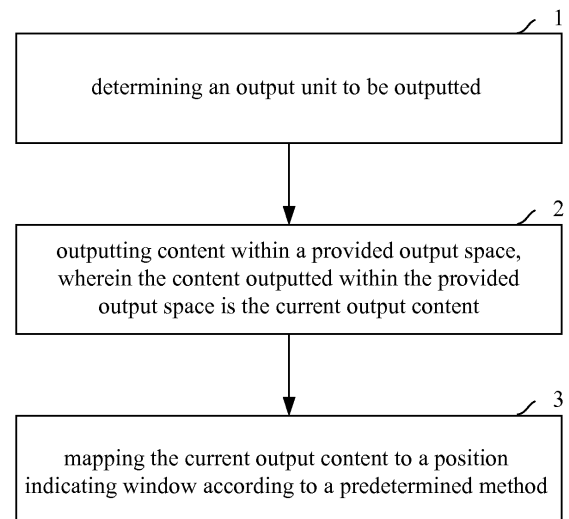 1
determining an output unit to be outputted
2
outputting content within a provided output space,
wherein the content outputted within the provided
output space is the current output content
3
mapping the current output content to a position
indicating window according to a predetermined method